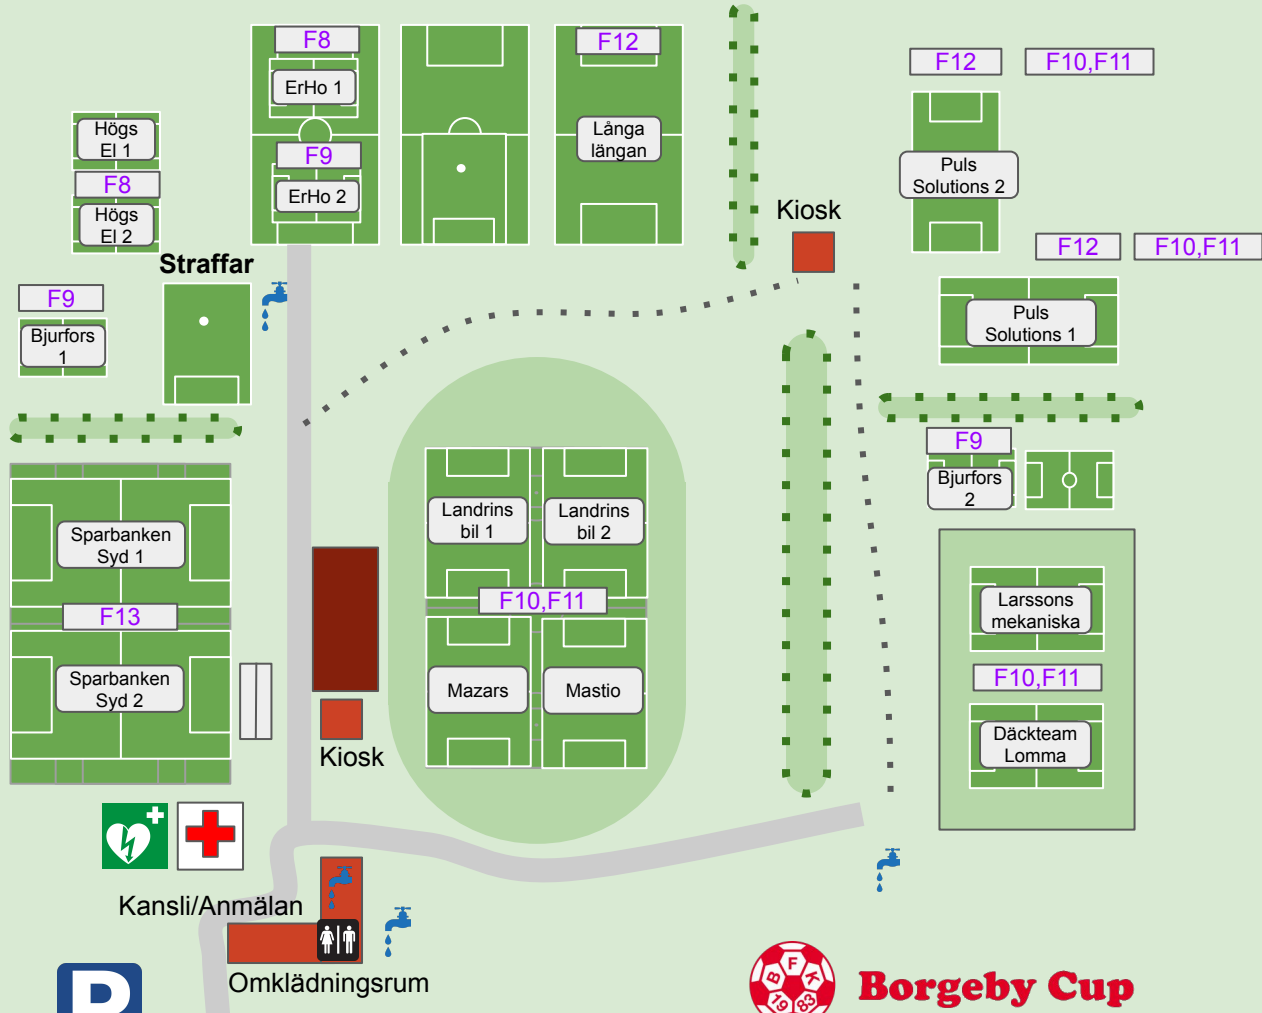 F8
ErHo 1
F9
ErHo 2
F12
Långa
längan
F12
F10,F11
Puls
Solutions 2
Högs
El 1
F8
Högs
El 2
Kiosk
Straffar
F12
F10,F11
Puls
Solutions 1
F9
Bjurfors
1
F9
Bjurfors
2
Landrins
bil 1
Landrins
bil 2
F10,F11
Mazars
Mastio
Sparbanken
Syd 1
F13
Sparbanken
Syd 2
Kiosk
Larssons
mekaniska
F10,F11
Däckteam
Lomma
Kansli/Anmälan
Omklädningsrum
P
BFK
1983
Borgeby Cup